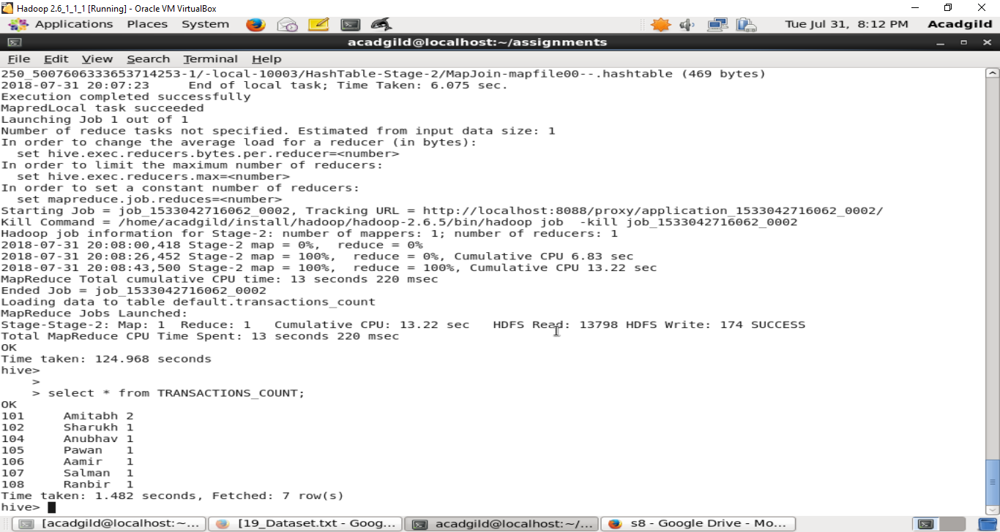 Hadoop 2.6_1_1_1 [Running] - Oracle VM VirtualBox
Applications Places System Tue Jul 31, 8:12 PM Acadgild
acadgild@localhost:~/assignments
File Edit View Search Terminal Help
250_5007606333653714253-1/-local-10003/HashTable-Stage-2/MapJoin-mapfile00--.hashtable (469 bytes)
2018-07-31 20:07:23     End of local task; Time Taken: 6.075 sec.
Execution completed successfully
MapredLocal task succeeded
Launching Job 1 out of 1
Number of reduce tasks not specified. Estimated from input data size: 1
In order to change the average load for a reducer (in bytes):
  set hive.exec.reducers.bytes.per.reducer=<number>
In order to limit the maximum number of reducers:
  set hive.exec.reducers.max=<number>
In order to set a constant number of reducers:
  set mapreduce.job.reduces=<number>
Starting Job = job_1533042716062_0002, Tracking URL = http://localhost:8088/proxy/application_1533042716062_0002/
Kill Command = /home/acadgild/install/hadoop/hadoop-2.6.5/bin/hadoop job  -kill job_1533042716062_0002
Hadoop job information for Stage-2: number of mappers: 1; number of reducers: 1
2018-07-31 20:08:00,418 Stage-2 map = 0%,  reduce = 0%
2018-07-31 20:08:26,452 Stage-2 map = 100%,  reduce = 0%, Cumulative CPU 6.83 sec
2018-07-31 20:08:43,500 Stage-2 map = 100%,  reduce = 100%, Cumulative CPU 13.22 sec
MapReduce Total cumulative CPU time: 13 seconds 220 msec
Ended Job = job_1533042716062_0002
Loading data to table default.transactions_count
MapReduce Jobs Launched:
Stage-Stage-2: Map: 1  Reduce: 1   Cumulative CPU: 13.22 sec   HDFS Read: 13798 HDFS Write: 174 SUCCESS
Total MapReduce CPU Time Spent: 13 seconds 220 msec
OK
Time taken: 124.968 seconds
hive>
    >
    > select * from TRANSACTIONS_COUNT;
OK
101     Amitabh 2
102     Sharukh 1
104     Anubhav 1
105     Pawan   1
106     Aamir   1
107     Salman  1
108     Ranbir  1
Time taken: 1.482 seconds, Fetched: 7 row(s)
hive>
[acadgild@localhost:~... [19_Dataset.txt - Goog... acadgild@localhost:~/... s8 - Google Drive - Mo...